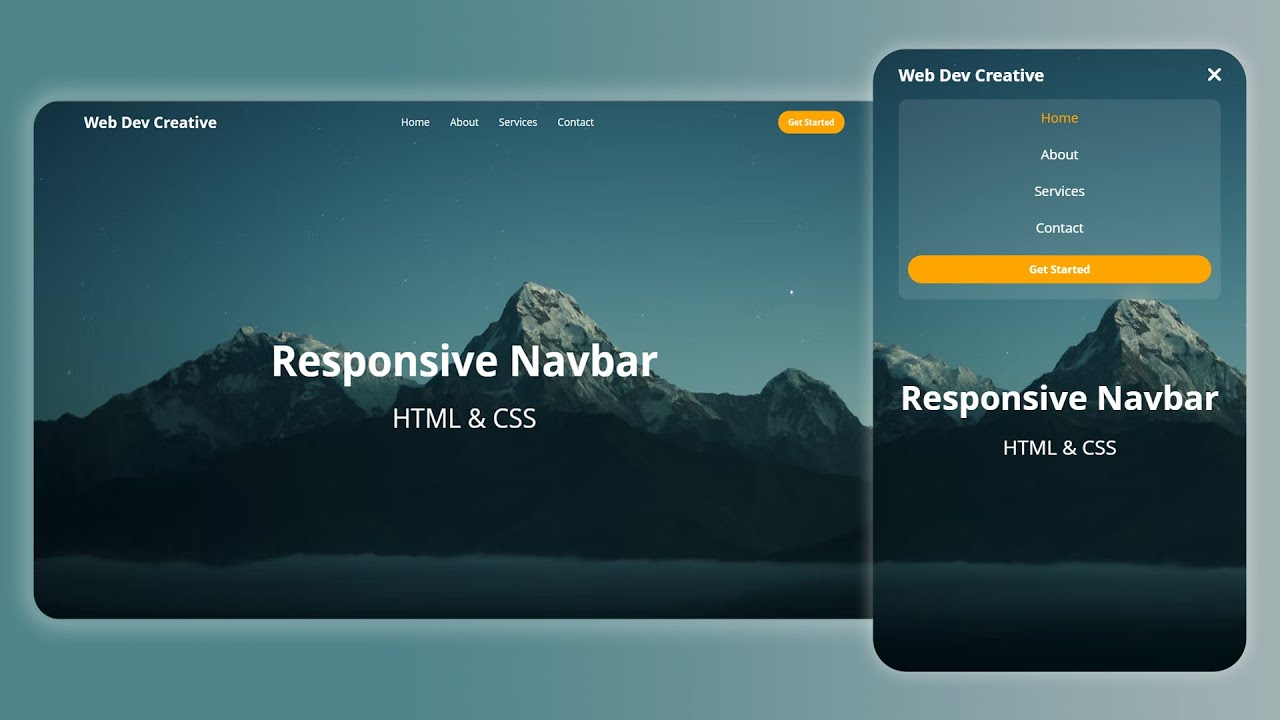 Web Dev Creative
Home About Services Contact
Get Started
Responsive Navbar
HTML & CSS
Web Dev Creative
Home
About
Services
Contact
Get Started
Responsive Navbar
HTML & CSS